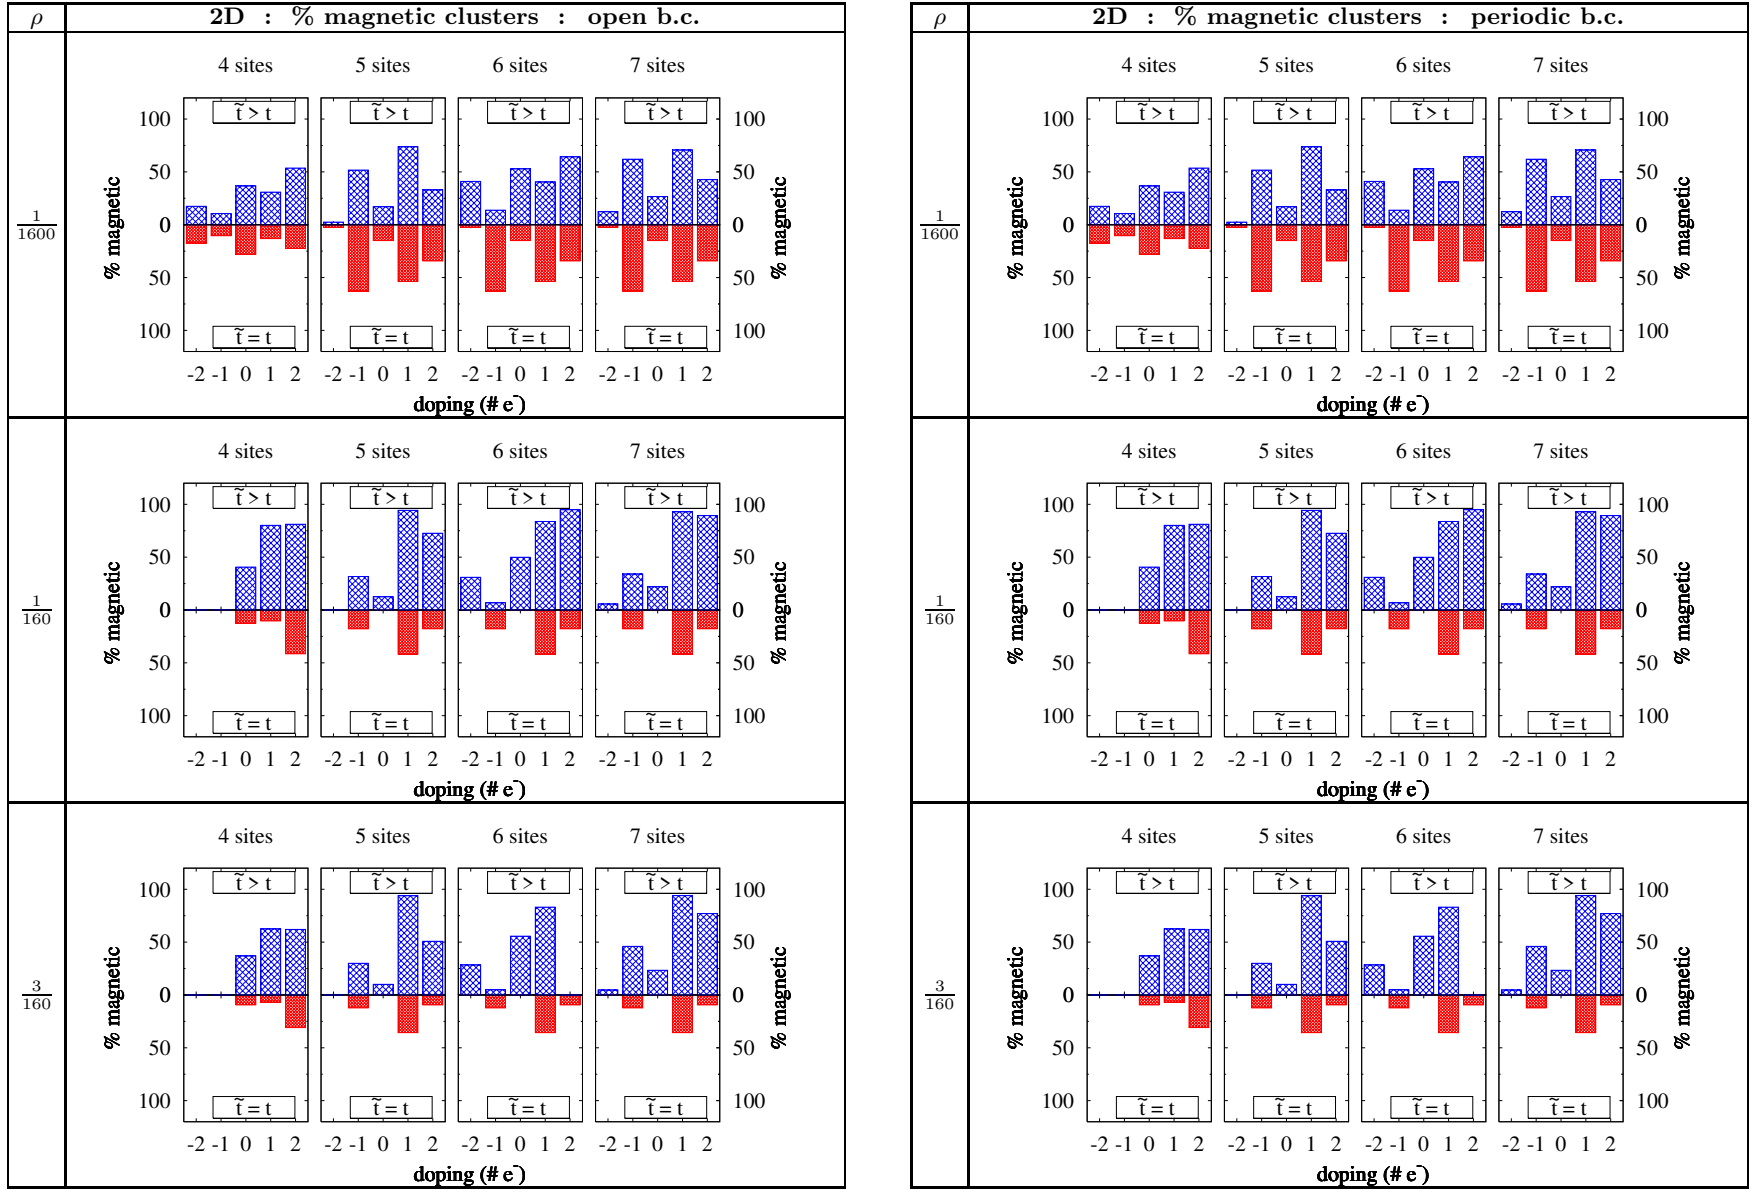 ρ 2D : % magnetic clusters : open b.c.
1/1600
4 sites 5 sites 6 sites 7 sites
t̃ > t t̃ > t t̃ > t t̃ > t
100 100
50 50
0 0
50 50
100 100
% magnetic % magnetic
t̃ = t t̃ = t t̃ = t t̃ = t
-2 -1 0 1 2 -2 -1 0 1 2 -2 -1 0 1 2 -2 -1 0 1 2
doping (# e⁻)
1/160
4 sites 5 sites 6 sites 7 sites
t̃ > t t̃ > t t̃ > t t̃ > t
100 100
50 50
0 0
50 50
100 100
% magnetic % magnetic
t̃ = t t̃ = t t̃ = t t̃ = t
-2 -1 0 1 2 -2 -1 0 1 2 -2 -1 0 1 2 -2 -1 0 1 2
doping (# e⁻)
3/160
4 sites 5 sites 6 sites 7 sites
t̃ > t t̃ > t t̃ > t t̃ > t
100 100
50 50
0 0
50 50
100 100
% magnetic % magnetic
t̃ = t t̃ = t t̃ = t t̃ = t
-2 -1 0 1 2 -2 -1 0 1 2 -2 -1 0 1 2 -2 -1 0 1 2
doping (# e⁻)
ρ 2D : % magnetic clusters : periodic b.c.
1/1600
4 sites 5 sites 6 sites 7 sites
t̃ > t t̃ > t t̃ > t t̃ > t
100 100
50 50
0 0
50 50
100 100
% magnetic % magnetic
t̃ = t t̃ = t t̃ = t t̃ = t
-2 -1 0 1 2 -2 -1 0 1 2 -2 -1 0 1 2 -2 -1 0 1 2
doping (# e⁻)
1/160
4 sites 5 sites 6 sites 7 sites
t̃ > t t̃ > t t̃ > t t̃ > t
100 100
50 50
0 0
50 50
100 100
% magnetic % magnetic
t̃ = t t̃ = t t̃ = t t̃ = t
-2 -1 0 1 2 -2 -1 0 1 2 -2 -1 0 1 2 -2 -1 0 1 2
doping (# e⁻)
3/160
4 sites 5 sites 6 sites 7 sites
t̃ > t t̃ > t t̃ > t t̃ > t
100 100
50 50
0 0
50 50
100 100
% magnetic % magnetic
t̃ = t t̃ = t t̃ = t t̃ = t
-2 -1 0 1 2 -2 -1 0 1 2 -2 -1 0 1 2 -2 -1 0 1 2
doping (# e⁻)